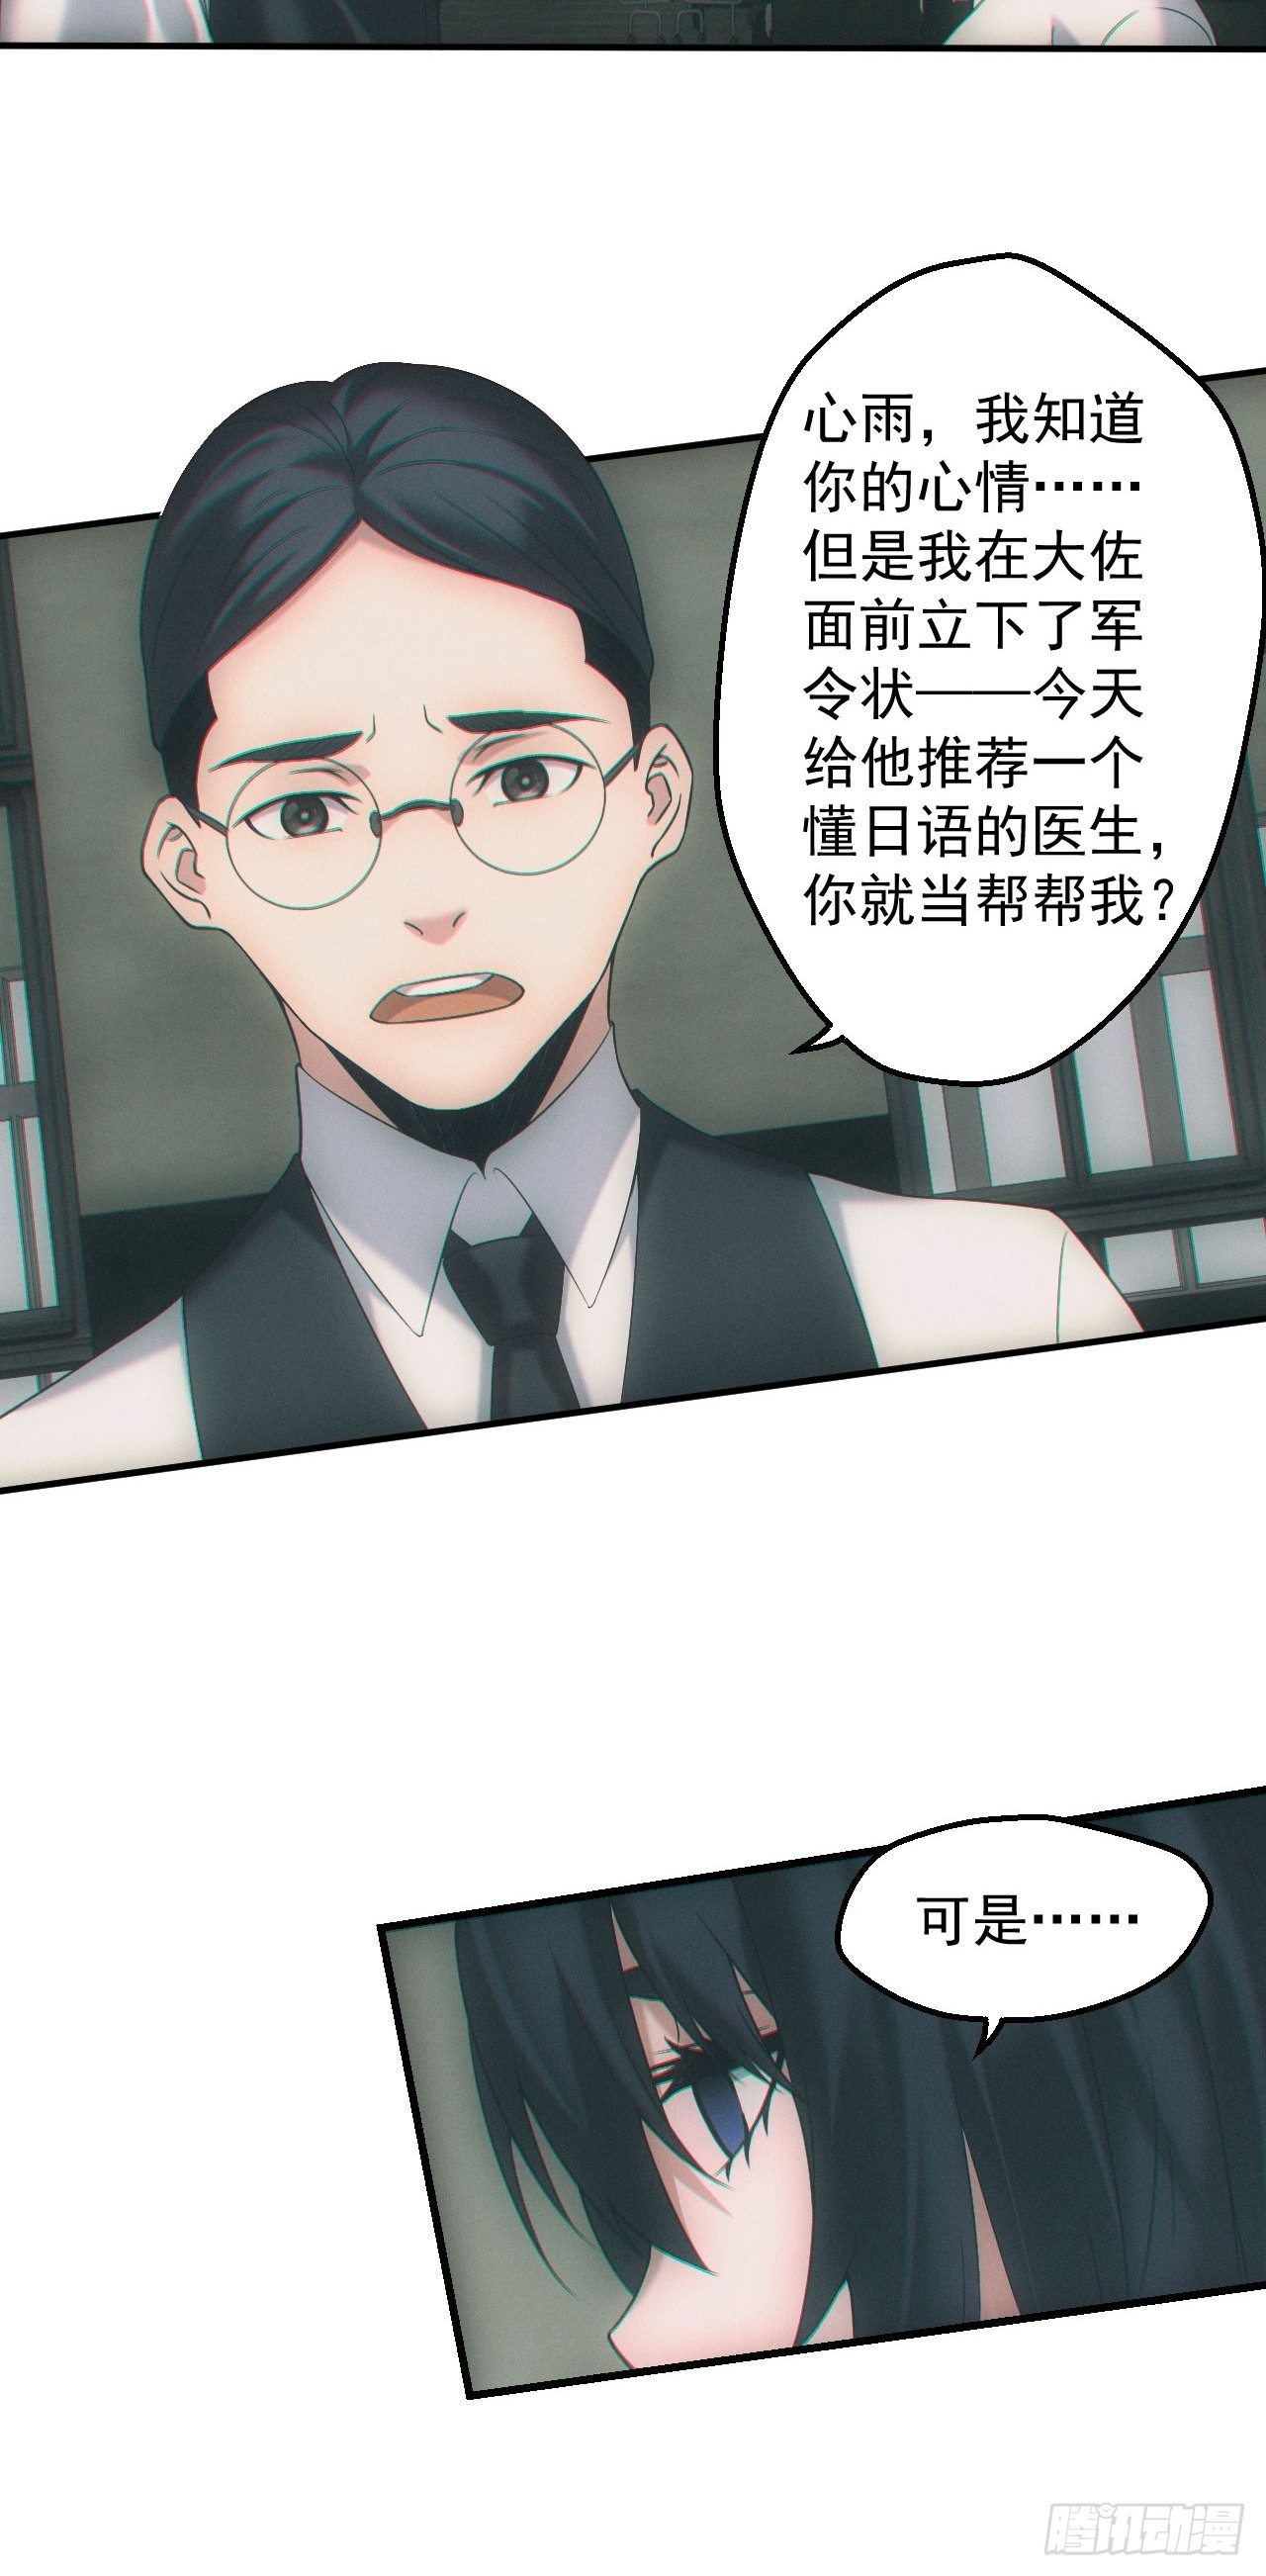 心雨，我知道
你的心情……
但是我在大佐
面前立下了军
令状——今天
给他推荐一个
懂日语的医生，
你就当帮帮我？
可是……
腾讯动漫